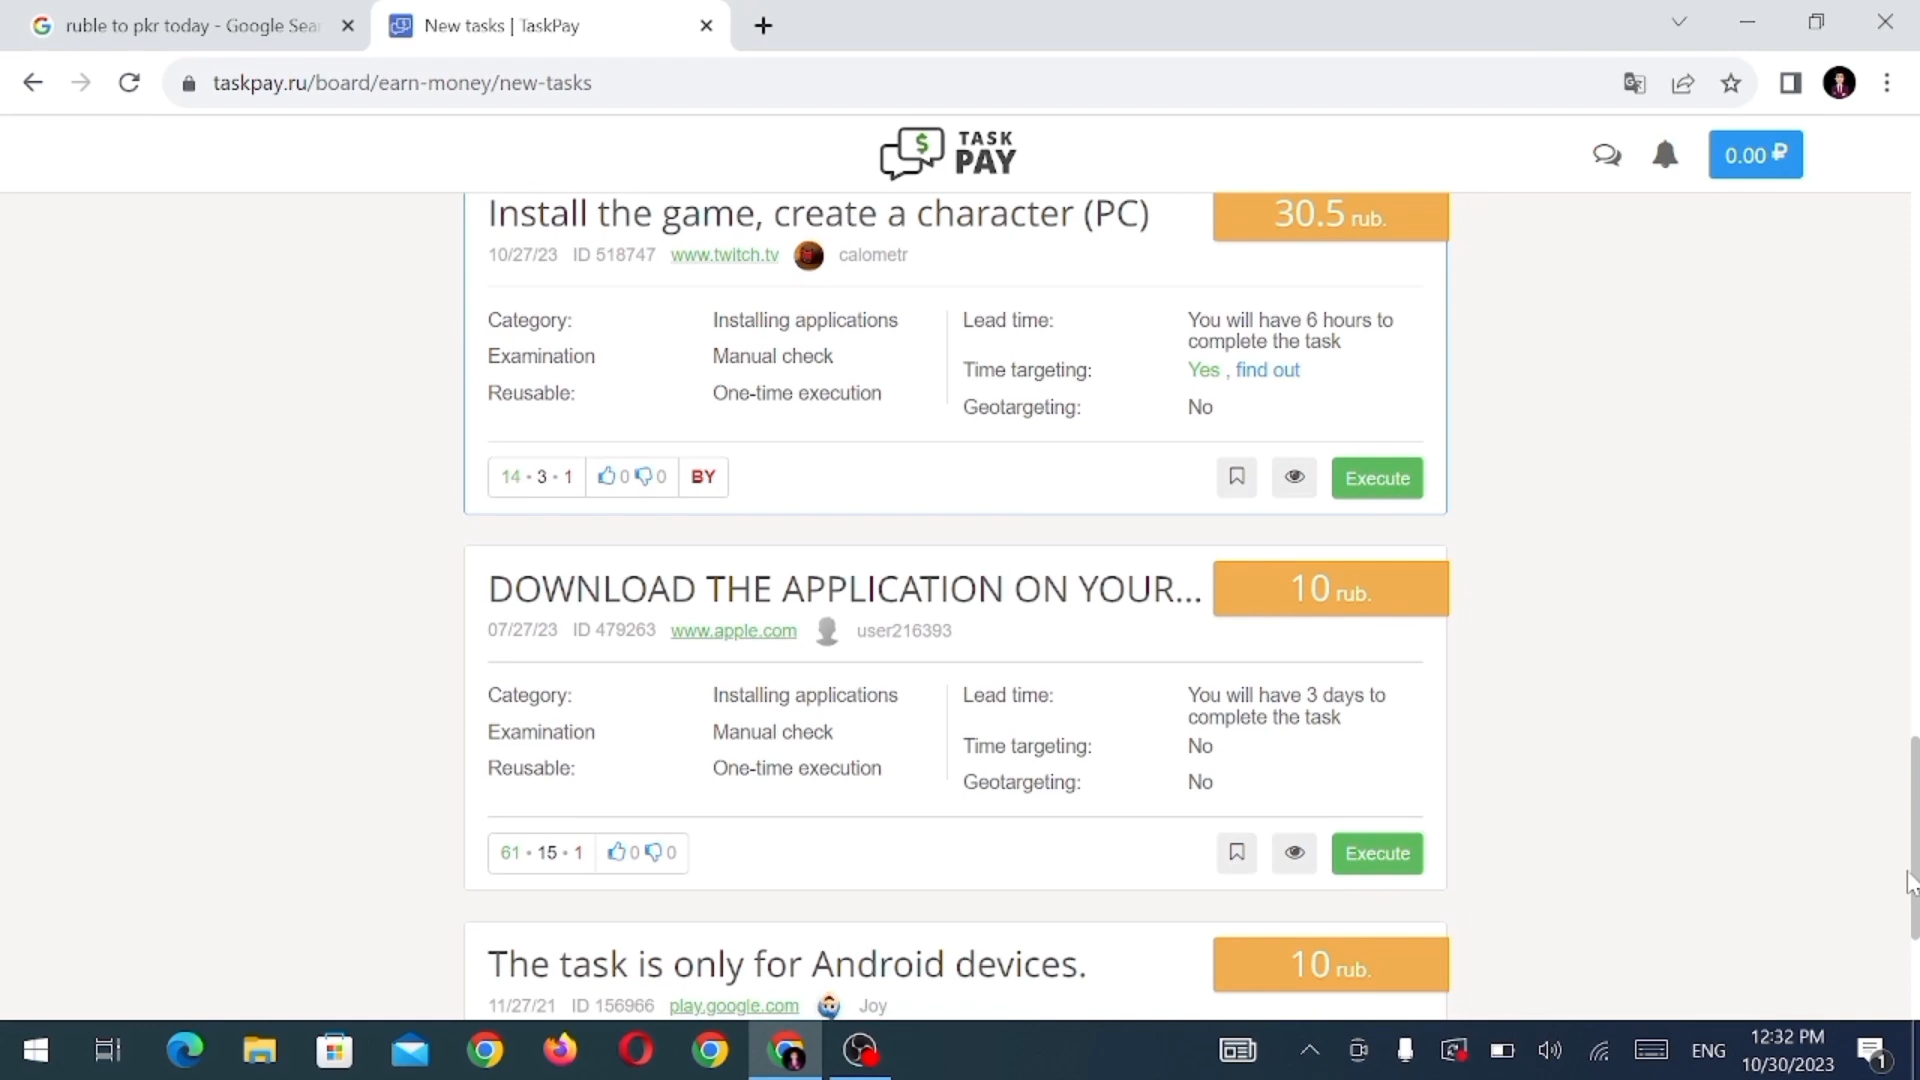 ruble to pkr today - Google Sea
New tasks | TaskPay
taskpay.ru/board/earn-money/new-tasks
TASK
PAY
0.00 ₽
Install the game, create a character (PC)
30.5 rub.
10/27/23 ID 518747 www.twitch.tv calometr
Category: Installing applications
Lead time: You will have 6 hours to
complete the task
Examination Manual check
Time targeting: Yes , find out
Reusable: One-time execution
Geotargeting: No
14 • 3 • 1 0 0 BY
Execute
DOWNLOAD THE APPLICATION ON YOUR...
10 rub.
07/27/23 ID 479263 www.apple.com user216393
Category: Installing applications
Lead time: You will have 3 days to
complete the task
Examination Manual check
Time targeting: No
Reusable: One-time execution
Geotargeting: No
61 • 15 • 1 0 0
Execute
The task is only for Android devices.
10 rub.
11/27/21 ID 156966 play.google.com Joy
ENG
12:32 PM
10/30/2023
1